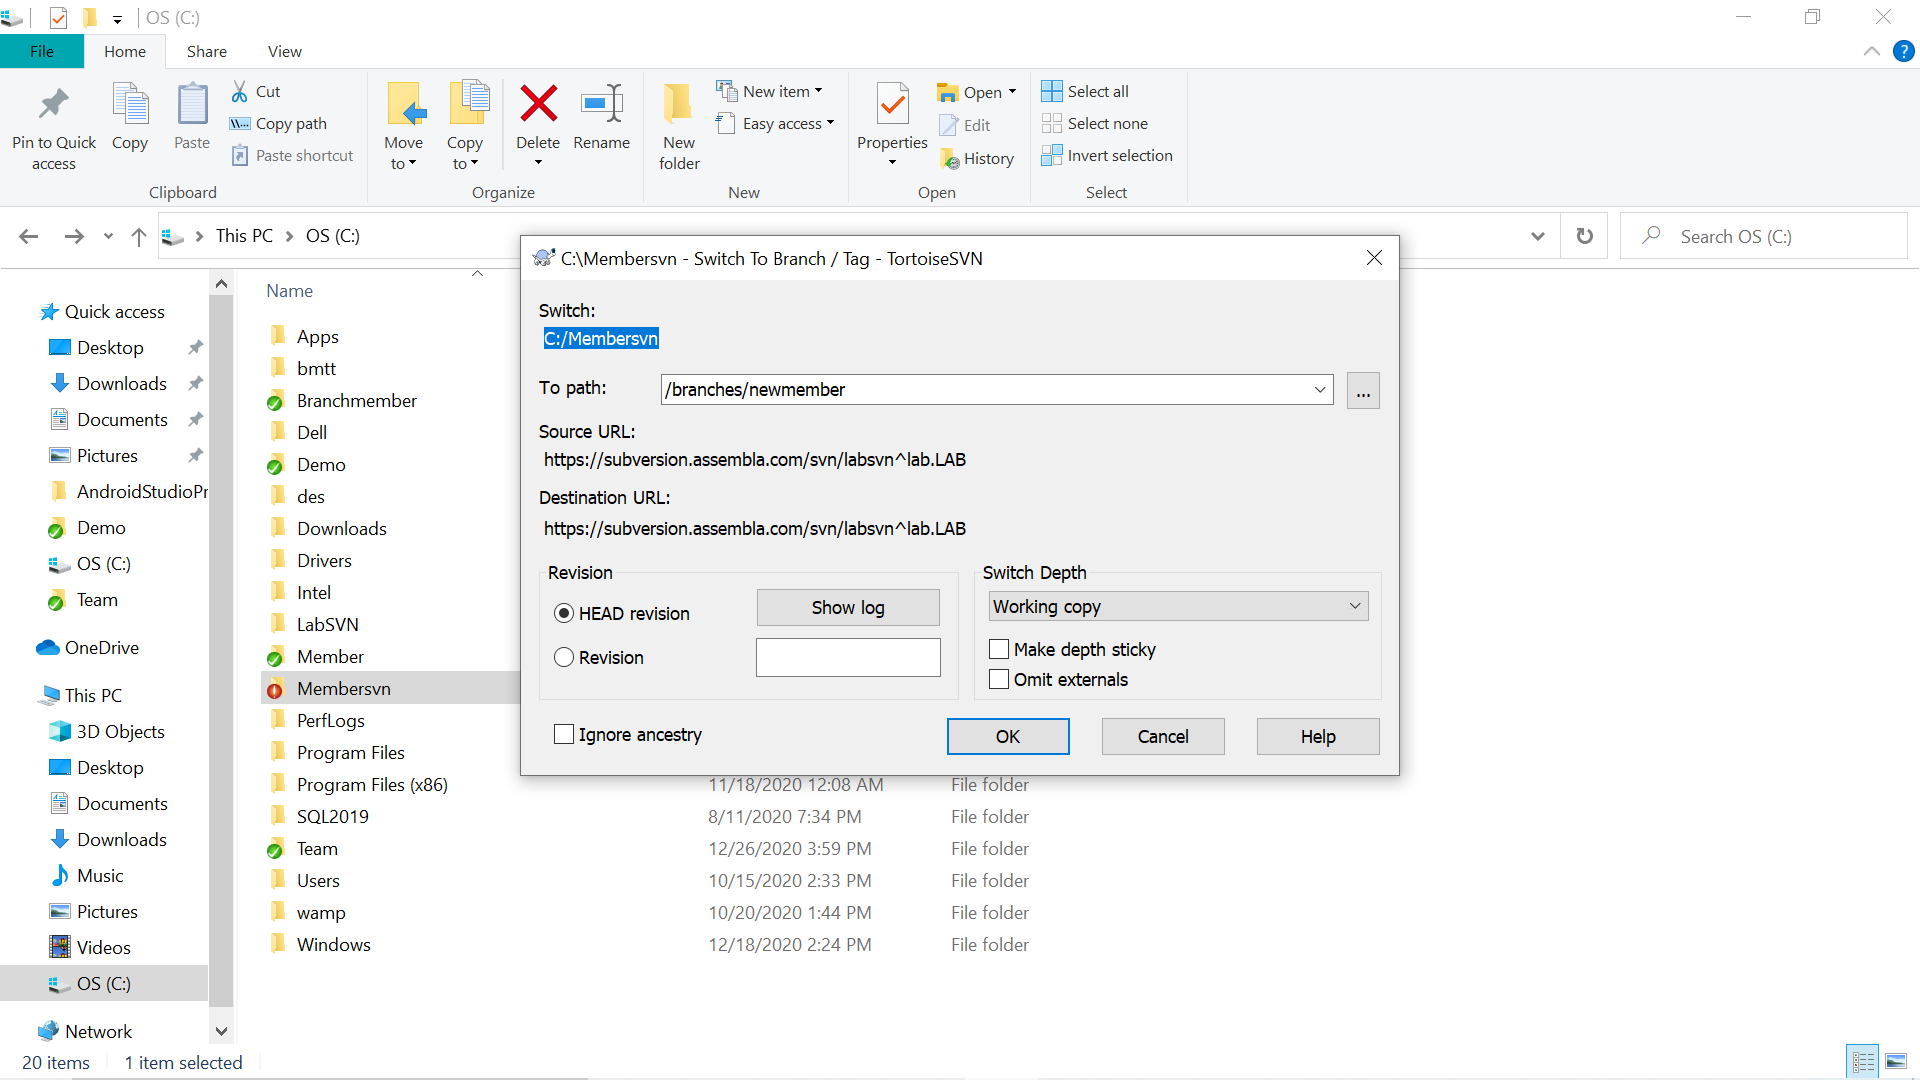 OS (C:)
File
Home
Share
View
?
Pin to Quick access
Copy
Paste
Cut
Copy path
Paste shortcut
Clipboard
Move to
Copy to
Delete
Rename
Organize
New folder
New item
Easy access
New
Properties
Open
Edit
History
Open
Select all
Select none
Invert selection
Select
This PC
OS (C:)
Search OS (C:)
Quick access
Desktop
Downloads
Documents
Pictures
AndroidStudioPr
Demo
OS (C:)
Team
OneDrive
This PC
3D Objects
Desktop
Documents
Downloads
Music
Pictures
Videos
OS (C:)
Network
Name
Apps
bmtt
Branchmember
Dell
Demo
des
Downloads
Drivers
Intel
LabSVN
Member
Membersvn
PerfLogs
Program Files
Program Files (x86) 11/18/2020 12:08 AM File folder
SQL2019 8/11/2020 7:34 PM File folder
Team 12/26/2020 3:59 PM File folder
Users 10/15/2020 2:33 PM File folder
wamp 10/20/2020 1:44 PM File folder
Windows 12/18/2020 2:24 PM File folder
C:\Membersvn - Switch To Branch / Tag - TortoiseSVN
Switch:
C:/Membersvn
To path: /branches/newmember ...
Source URL:
https://subversion.assembla.com/svn/labsvn^lab.LAB
Destination URL:
https://subversion.assembla.com/svn/labsvn^lab.LAB
Revision
HEAD revision
Show log
Revision
Switch Depth
Working copy
Make depth sticky
Omit externals
Ignore ancestry
OK
Cancel
Help
20 items
1 item selected